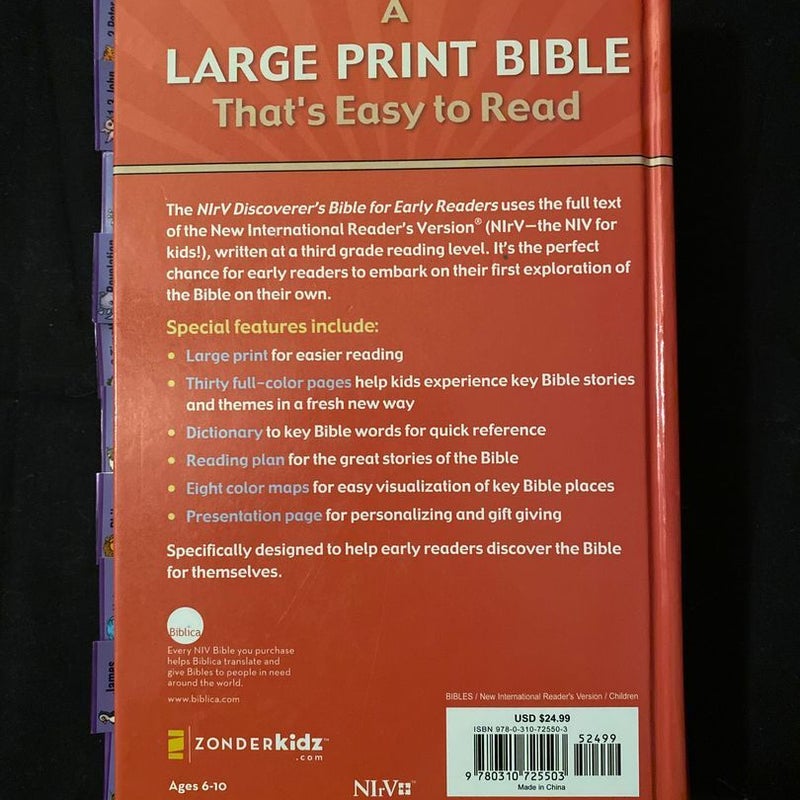 A
LARGE PRINT BIBLE
That's Easy to Read
The NIrV Discoverer's Bible for Early Readers uses the full text
of the New International Reader's Version® (NIrV—the NIV for
kids!), written at a third grade reading level. It's the perfect
chance for early readers to embark on their first exploration of
the Bible on their own.
Special features include:
• Large print for easier reading
• Thirty full-color pages help kids experience key Bible stories
and themes in a fresh new way
• Dictionary to key Bible words for quick reference
• Reading plan for the great stories of the Bible
• Eight color maps for easy visualization of key Bible places
• Presentation page for personalizing and gift giving
Specifically designed to help early readers discover the Bible
for themselves.
Biblica
Every NIV Bible you purchase
helps Biblica translate and
give Bibles to people in need
around the world.
www.biblica.com
ZONDERkidz™
.com
Ages 6-10
NIrV
BIBLES / New International Reader's Version / Children
USD $24.99
ISBN 978-0-310-72550-3
52499
9 780310 725503
Made in China
2 Peter
1, 2, John
Revelation
James